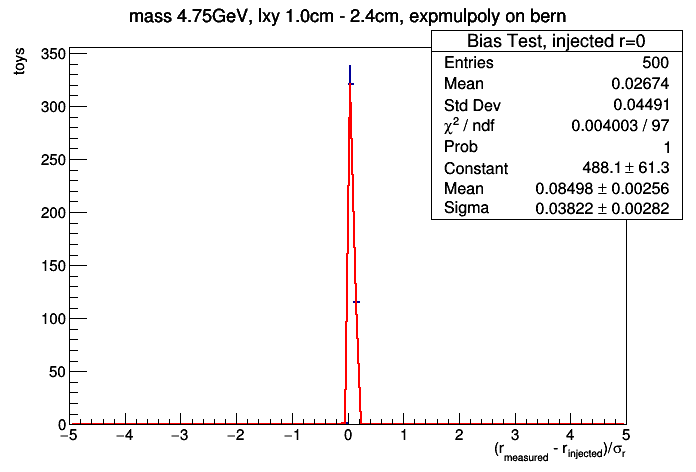 mass 4.75GeV, lxy 1.0cm - 2.4cm, expmulpoly on bern
Bias Test, injected r=0
Entries 500
Mean 0.02674
Std Dev 0.04491
χ² / ndf 0.004003 / 97
Prob 1
Constant 488.1 ± 61.3
Mean 0.08498 ± 0.00256
Sigma 0.03822 ± 0.00282
toys
350
300
250
200
150
100
50
0
−5 −4 −3 −2 −1 0 1 2 3 4 5
(r_measured - r_injected)/σ_r